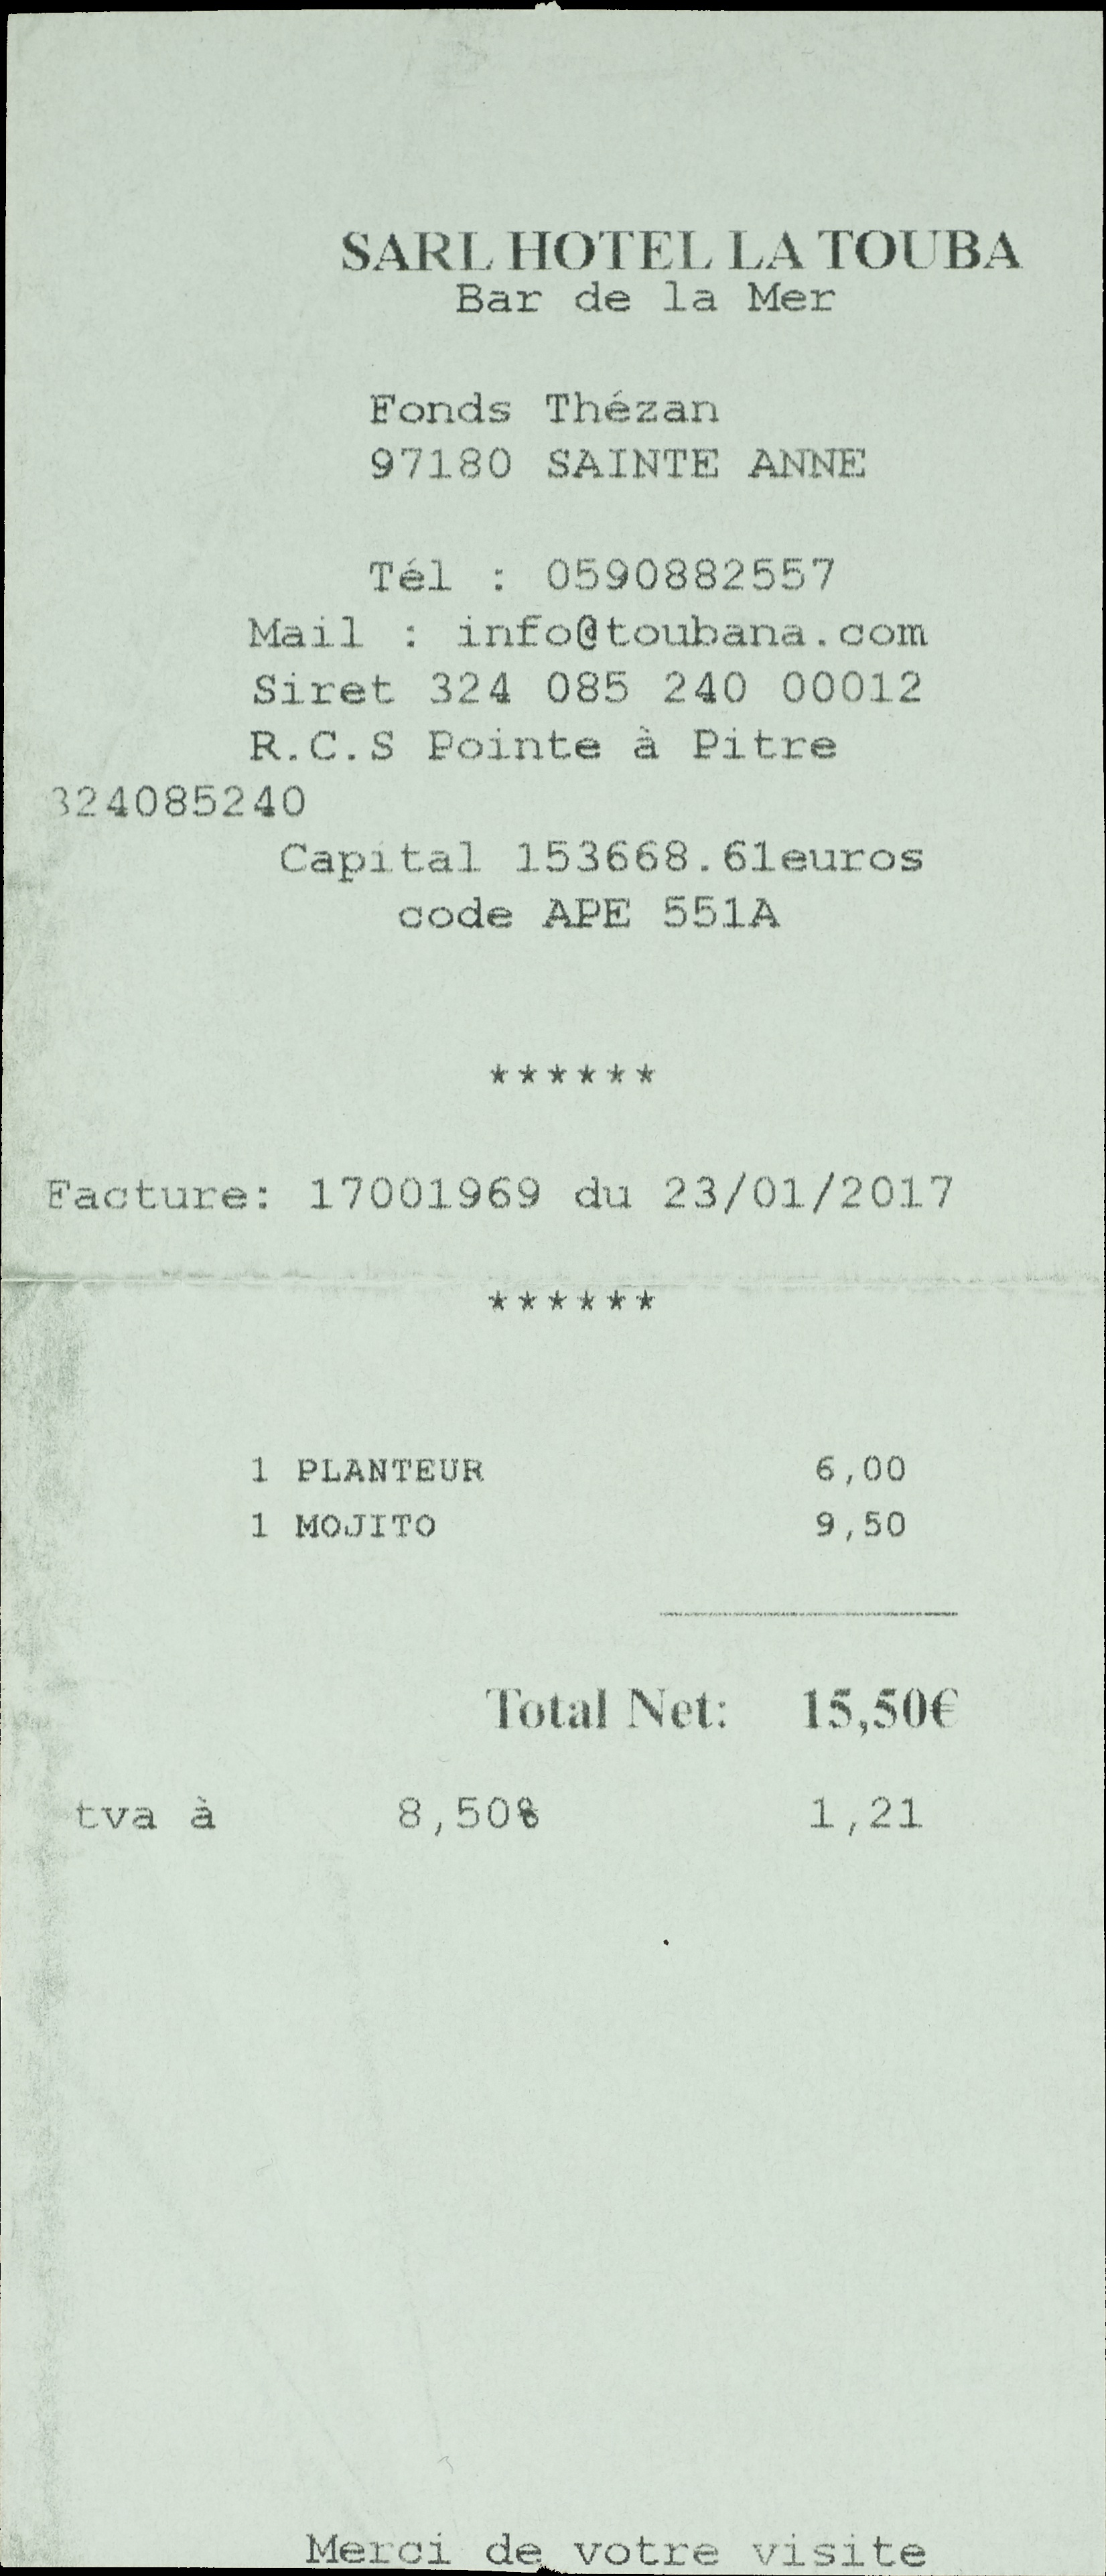 SARL HOTEL LA TOUBA
Bar de la Mer
Fonds Thézan
97180 SAINTE ANNE
Tél : 0590882557
Mail : info@toubana.com
Siret 324 085 240 00012
R.C.S Pointe à Pitre
324085240
Capital 153668.61euros
code APE 551A
******
Facture: 17001969 du 23/01/2017
******
1 PLANTEUR 6,00
1 MOJITO 9,50
Total Net: 15,50€
tva à 8,50% 1,21
Merci de votre visite